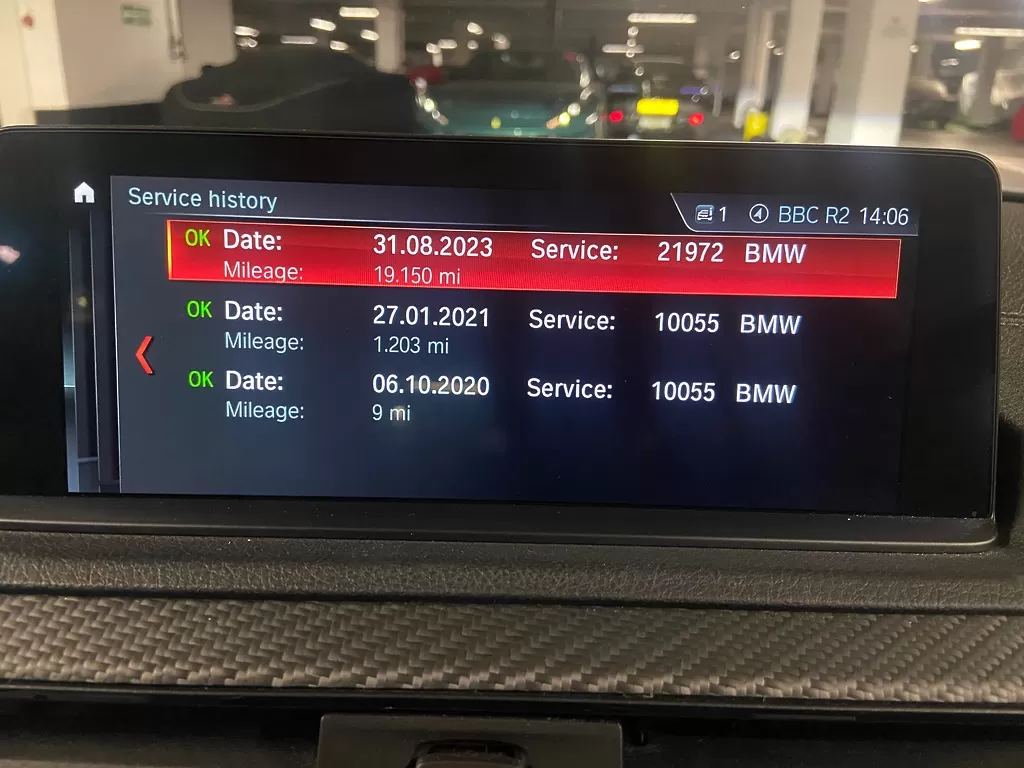 Service history
1 BBC R2 14:06
OK Date: 31.08.2023 Service: 21972 BMW
Mileage: 19.150 mi
OK Date: 27.01.2021 Service: 10055 BMW
Mileage: 1.203 mi
OK Date: 06.10.2020 Service: 10055 BMW
Mileage: 9 mi